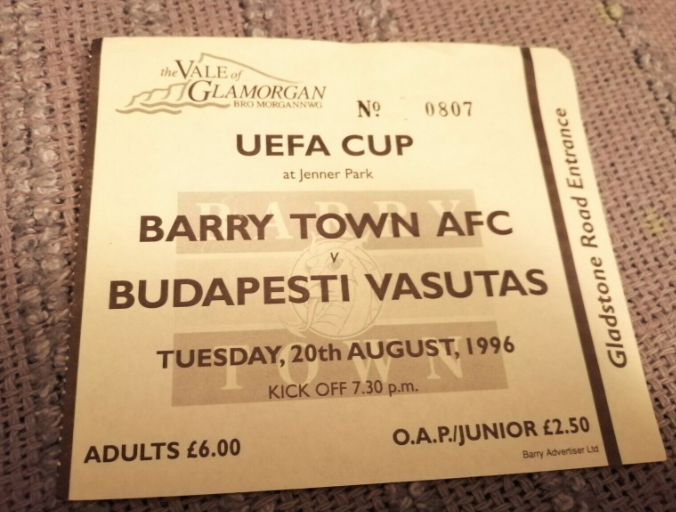 the VALE of
GLAMORGAN
BRO MORGANNWG
Nº 0807
UEFA CUP
at Jenner Park
BARRY
BARRY TOWN AFC
v
BUDAPESTI VASUTAS
TUESDAY, 20th AUGUST, 1996
TOWN
KICK OFF 7.30 p.m.
ADULTS £6.00
O.A.P./JUNIOR £2.50
Barry Advertiser Ltd
Gladstone Road Entrance